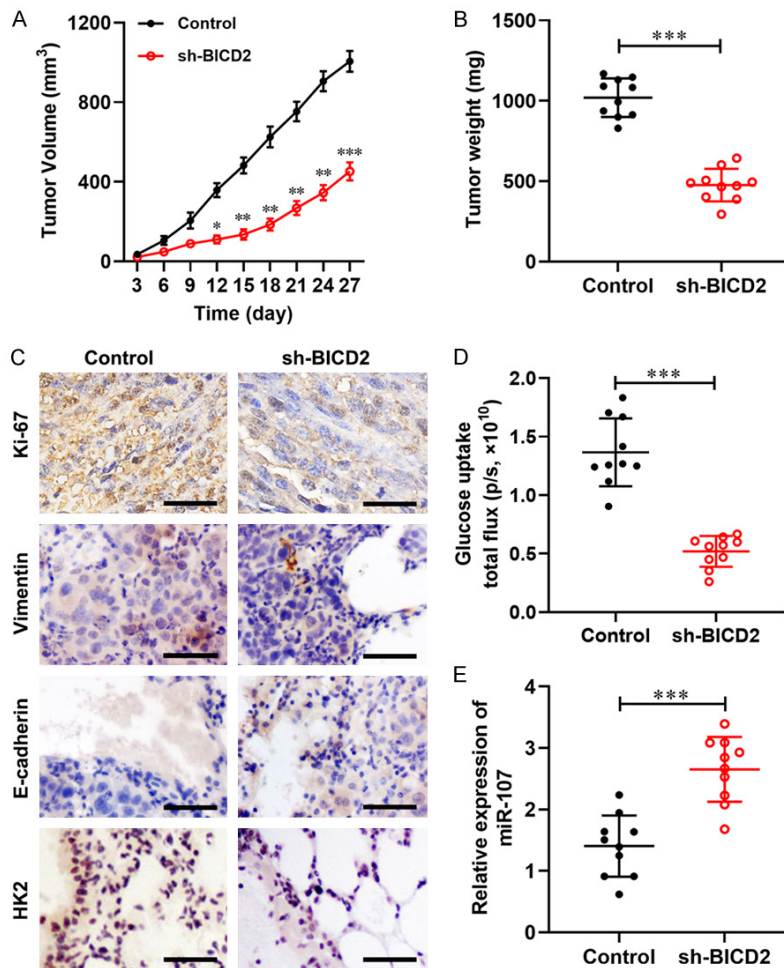 A
Tumor Volume (mm³)
1000
800
400
0
Control
sh-BICD2
* ** ** ** ** ***
3 6 9 12 15 18 21 24 27
Time (day)
B
Tumor weight (mg)
1500
1000
500
0
***
Control sh-BICD2
C
Control sh-BICD2
Ki-67
Vimentin
E-cadherin
HK2
D
Glucose uptake
total flux (p/s, ×10¹⁰)
2.0
1.5
1.0
0.5
0.0
***
Control sh-BICD2
E
Relative expression of
miR-107
4
3
2
1
0
***
Control sh-BICD2